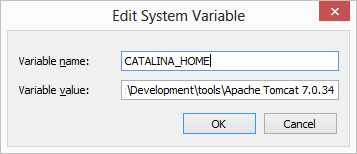 Edit System Variable
Variable name: CATALINA_HOME
Variable value: :\Development\tools\Apache Tomcat 7.0.34
OK Cancel